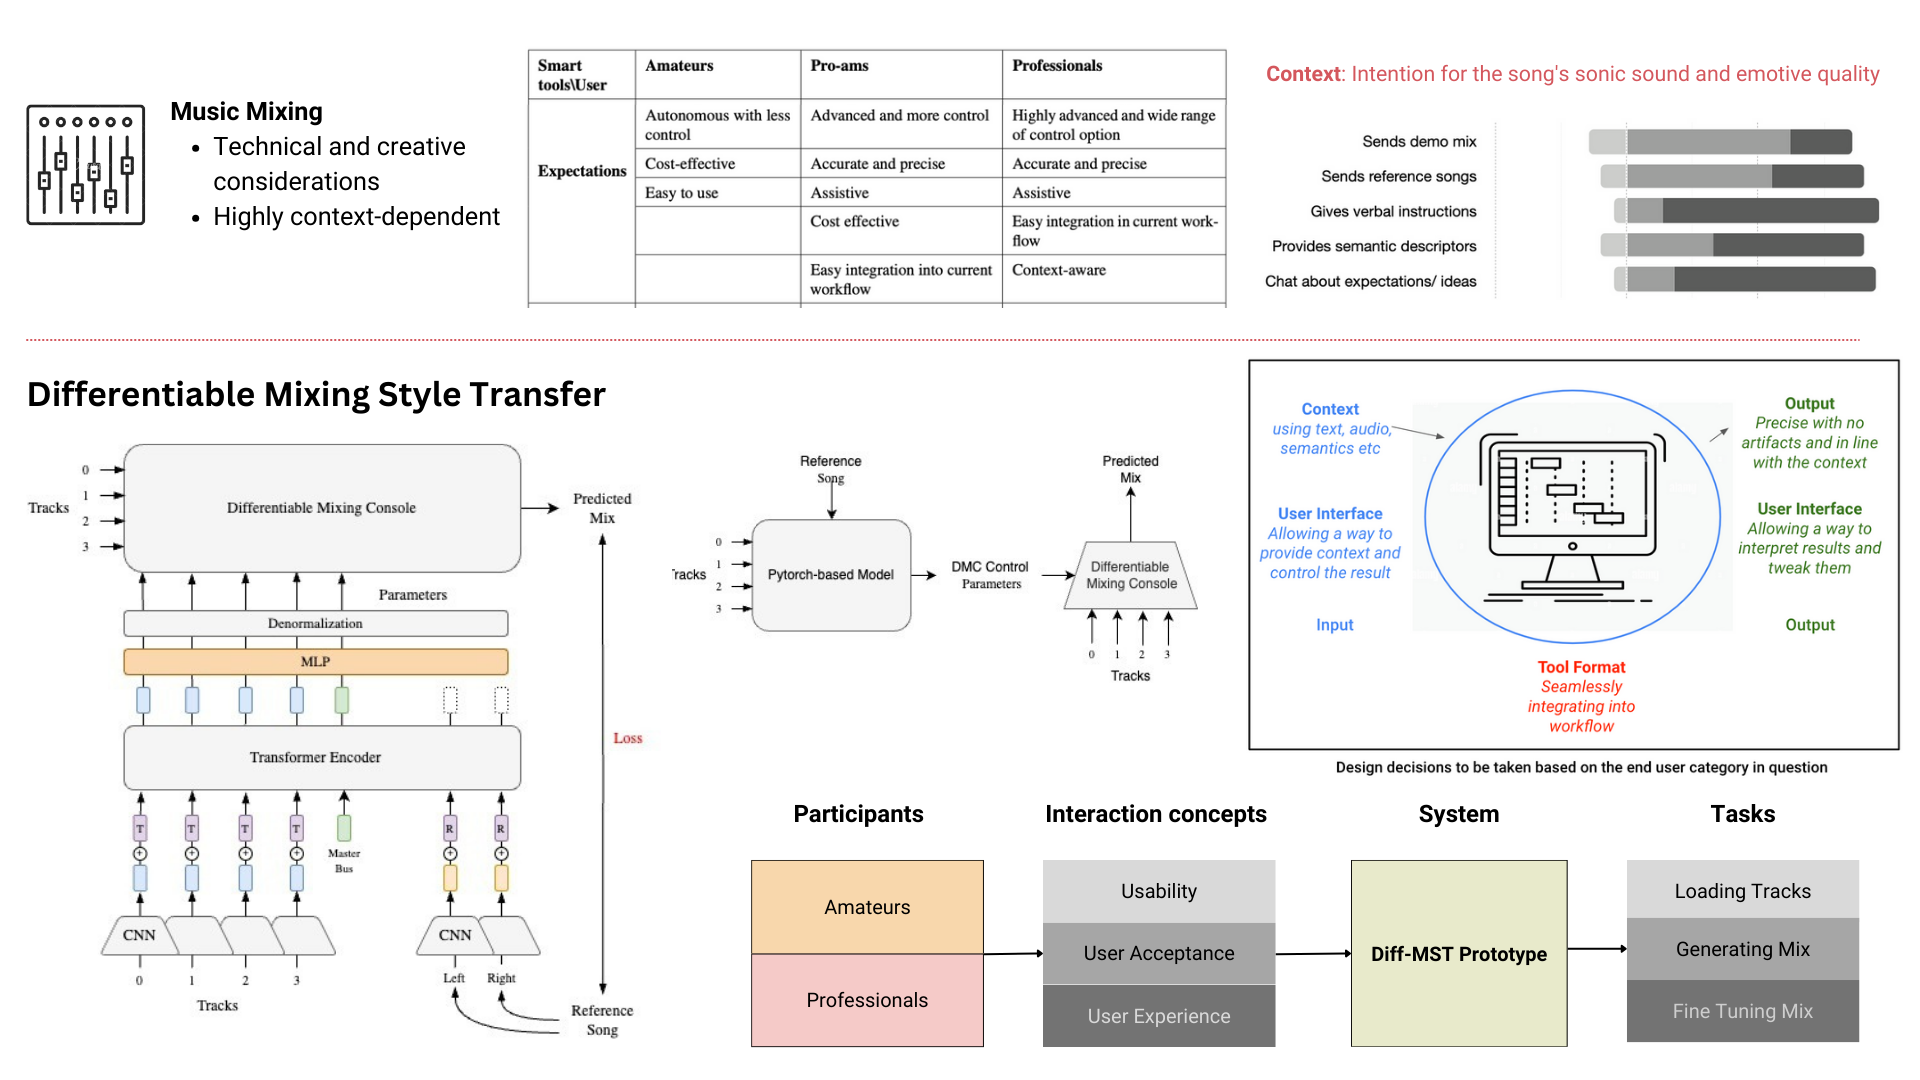 Music Mixing
• Technical and creative
considerations
• Highly context-dependent
Smart
tools\User
Amateurs
Pro-ams
Professionals
Expectations
Autonomous with less
control
Advanced and more control
Highly advanced and wide range
of control option
Cost-effective
Accurate and precise
Accurate and precise
Easy to use
Assistive
Assistive
Cost effective
Easy integration in current work-
flow
Easy integration into current
workflow
Context-aware
Context: Intention for the song's sonic sound and emotive quality
Sends demo mix
Sends reference songs
Gives verbal instructions
Provides semantic descriptors
Chat about expectations/ ideas
Differentiable Mixing Style Transfer
Tracks
0
1
2
3
Differentiable Mixing Console
Predicted
Mix
Parameters
Denormalization
MLP
Loss
Transformer Encoder
T
T
T
T
R
R
+
+
+
+
+
+
Master
Bus
CNN
CNN
0
1
2
3
Left
Right
Tracks
Reference
Song
Reference
Song
0
1
2
3
racks
Pytorch-based Model
DMC Control
Parameters
Predicted
Mix
Differentiable
Mixing Console
0
1
2
3
Tracks
Context
using text, audio,
semantics etc
User Interface
Allowing a way to
provide context and
control the result
Input
Output
Precise with no
artifacts and in line
with the context
User Interface
Allowing a way to
interpret results and
tweak them
Output
Tool Format
Seamlessly
integrating into
workflow
Design decisions to be taken based on the end user category in question
Participants
Interaction concepts
System
Tasks
Amateurs
Professionals
Usability
User Acceptance
User Experience
Diff-MST Prototype
Loading Tracks
Generating Mix
Fine Tuning Mix